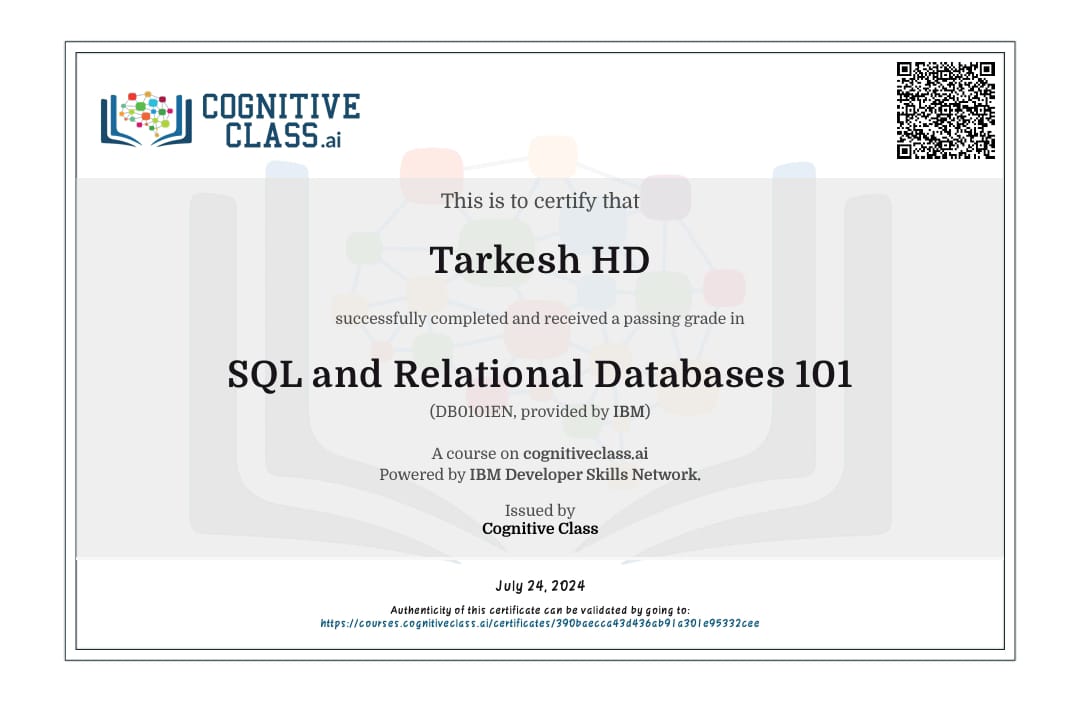 COGNITIVE
CLASS.ai
This is to certify that
Tarkesh HD
successfully completed and received a passing grade in
SQL and Relational Databases 101
(DB0101EN, provided by IBM)
A course on cognitiveclass.ai
Powered by IBM Developer Skills Network.
Issued by
Cognitive Class
July 24, 2024
Authenticity of this certificate can be validated by going to:
https://courses.cognitiveclass.ai/certificates/390baecca43d436ab91a301e95332cee